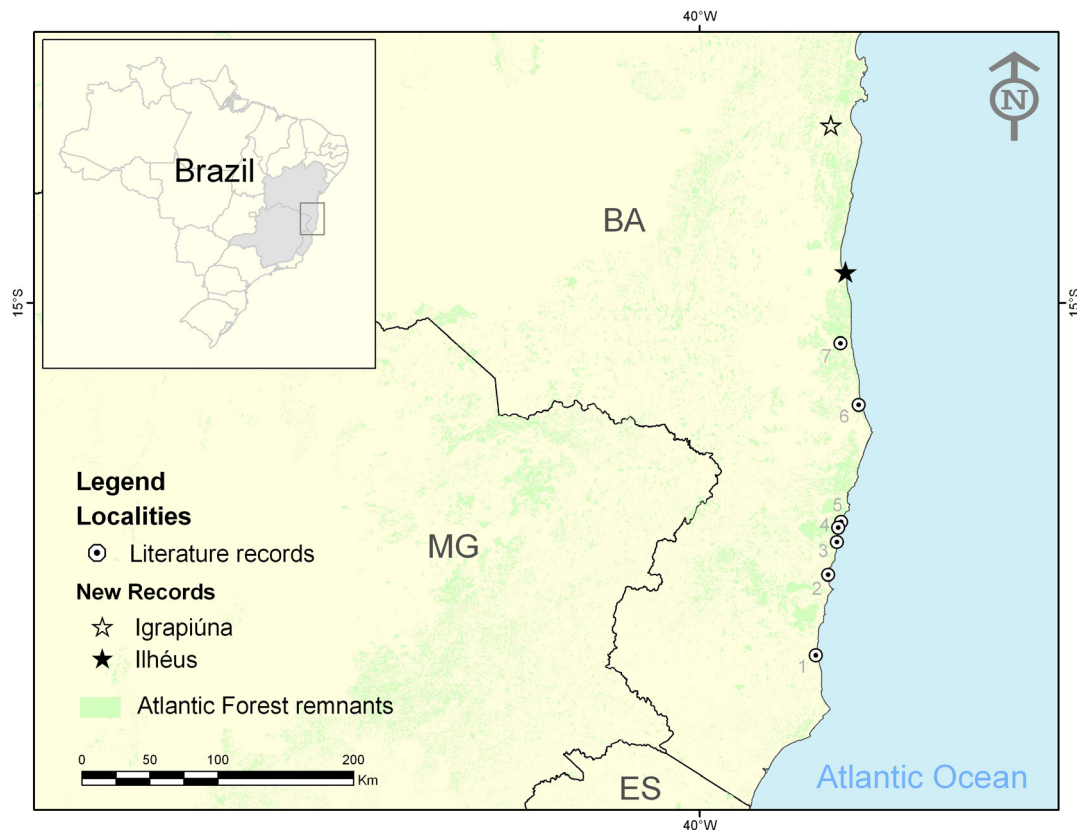 40°W
N
Brazil
BA
15°S
15°S
7
6
5
4
3
2
1
MG
Legend
Localities
Literature records
New Records
Igrapiúna
Ilhéus
Atlantic Forest remnants
0 50 100 200
Km
ES
Atlantic Ocean
40°W